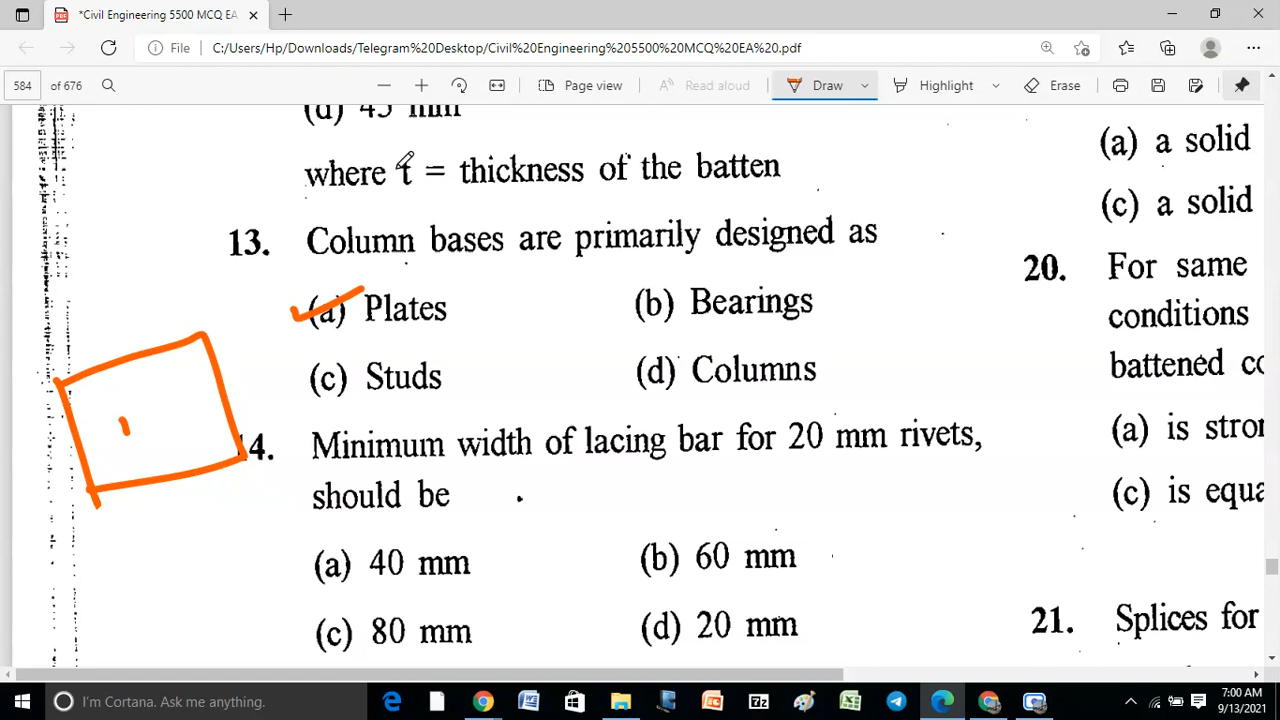 *Civil Engineering 5500 MCQ EA
File
C:/Users/Hp/Downloads/Telegram%20Desktop/Civil%20Engineering%205500%20MCQ%20EA%20.pdf
584 of 676
Page view
Read aloud
Draw
Highlight
Erase
(d) 45 mm
where t = thickness of the batten
13. Column bases are primarily designed as
(a) Plates
(b) Bearings
(c) Studs
(d) Columns
14. Minimum width of lacing bar for 20 mm rivets,
should be
(a) 40 mm
(b) 60 mm
(c) 80 mm
(d) 20 mm
(a) a solid
(c) a solid
20. For same
conditions
battened
(a) is
(c) is
21. Splices for
I'm Cortana. Ask me anything.
7:00 AM
9/13/2021